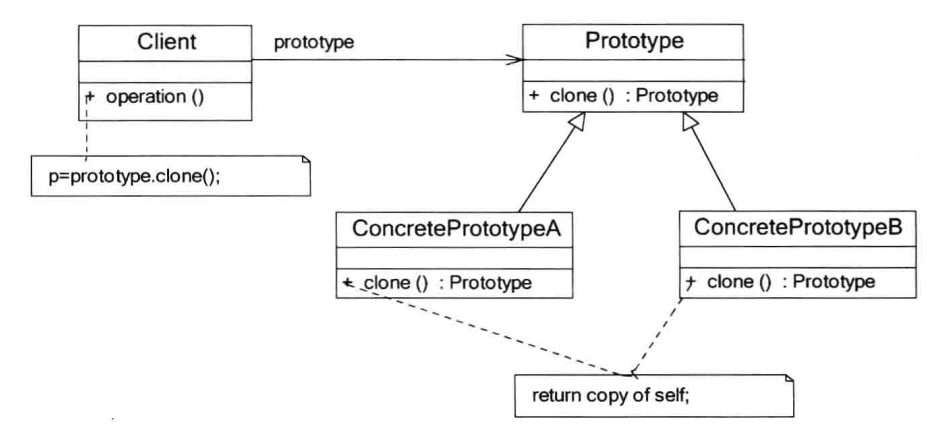 Client
prototype
Prototype
+ operation ()
+ clone () : Prototype
p=prototype.clone();
ConcretePrototypeA
ConcretePrototypeB
+ clone () : Prototype
+ clone () : Prototype
return copy of self;